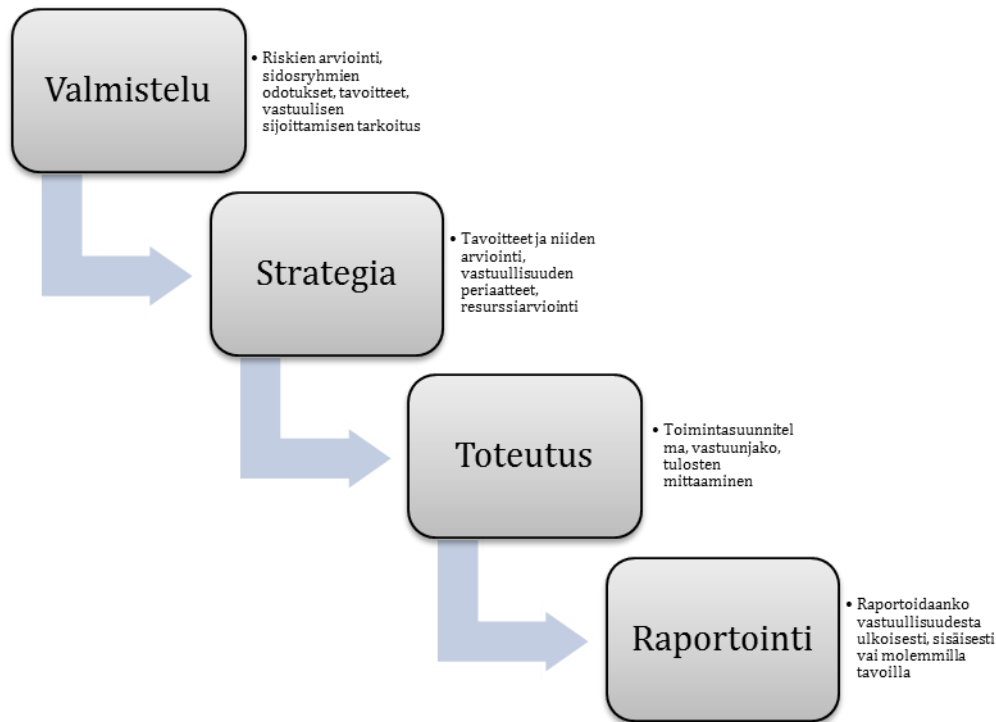 Valmistelu
• Riskien arviointi,
sidosryhmien
odotukset, tavoitteet,
vastuulisen
sijoittamisen tarkoitus
Strategia
• Tavoitteet ja niiden
arviointi,
vastuullisuuden
periaatteet,
resurssiarviointi
Toteutus
• Toimintasuunnitel
ma, vastuunjako,
tulosten
mittaaminen
Raportointi
• Raportoidaanko
vastuullisuudesta
ulkoisesti, sisäisesti
vai molemmilla
tavoilla